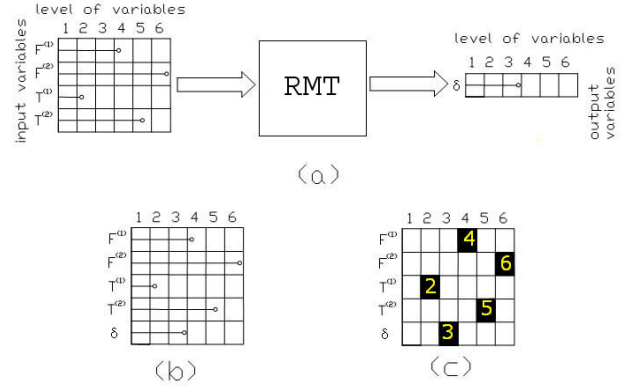 level of variables
1 2 3 4 5 6
input variables
F⁽¹⁾
F⁽²⁾
T⁽¹⁾
T⁽²⁾
RMT
level of variables
1 2 3 4 5 6
δ
output variables
(a)
1 2 3 4 5 6
F⁽¹⁾
F⁽²⁾
T⁽¹⁾
T⁽²⁾
δ
(b)
1 2 3 4 5 6
F⁽¹⁾ 4
F⁽²⁾ 6
T⁽¹⁾ 2
T⁽²⁾ 5
δ 3
(c)